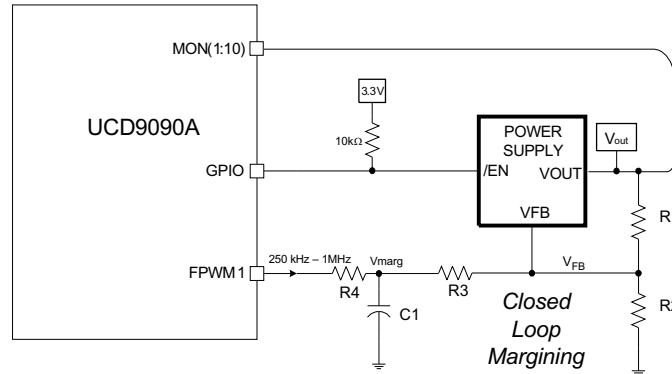 MON(1:10)
3.3V
UCD9090A
10kΩ
POWER
SUPPLY
Vout
GPIO
/EN
VOUT
VFB
250 kHz – 1MHz
Vmarg
VFB
FPWM1
R4
R3
C1
Closed
Loop
Margining